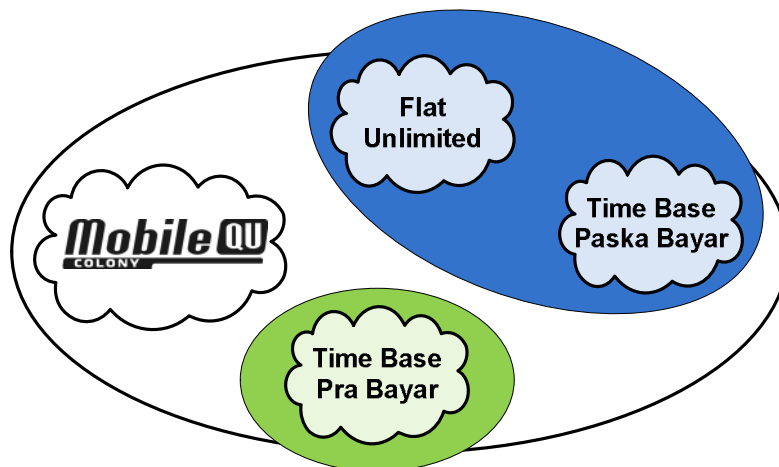 Flat
Unlimited
Time Base
Paska Bayar
Mobile QU
COLONY
Time Base
Pra Bayar